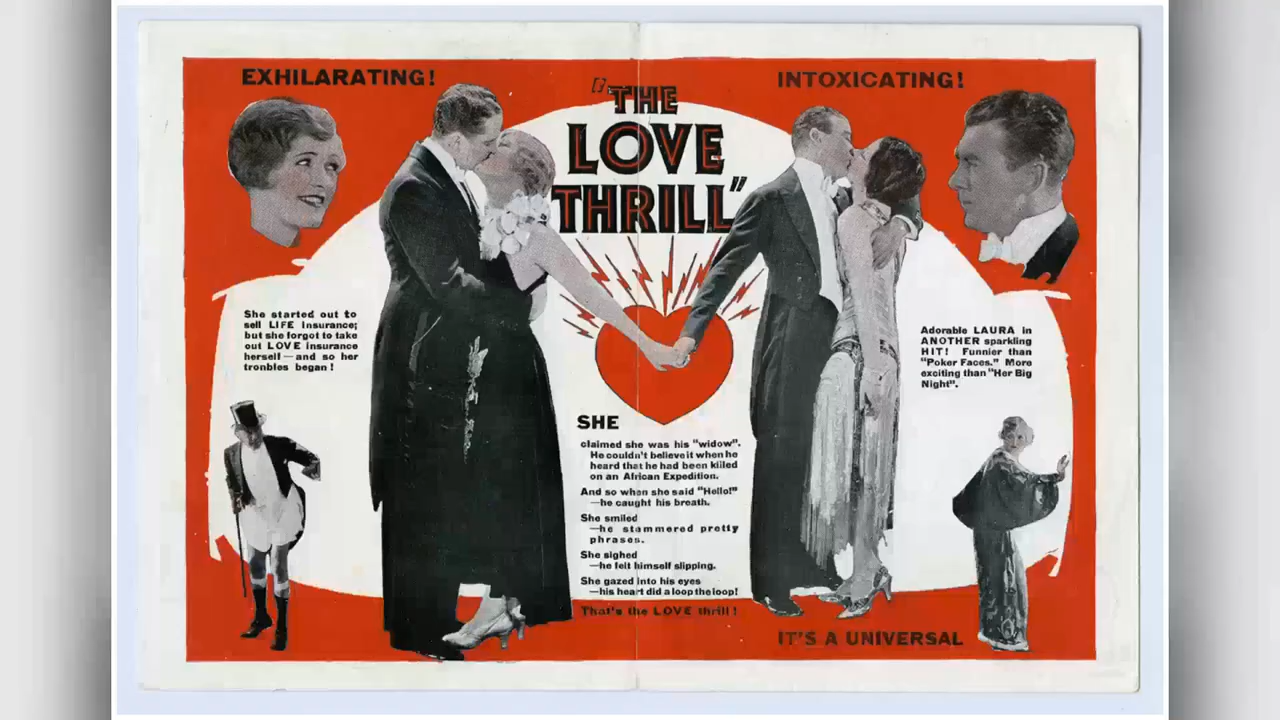 EXHILARATING!
"THE
LOVE
THRILL"
INTOXICATING!
She started out to
sell LIFE insurance;
but she forgot to take
out LOVE insurance
herself — and so her
tronbles began!
Adorable LAURA in
ANOTHER sparkling
HIT! Funnier than
"Poker Faces." More
exciting than "Her Big
Night".
SHE
claimed she was his "widow".
He couldn't believe it when he
heard that he had been killed
on an African Expedition.
And so when she said "Hello!"
—he caught his breath.
She smiled
—he stammered pretty
phrases.
She sighed
—he felt himself slipping.
She gazed into his eyes
—his heart did a loop the loop!
That's the LOVE thrill!
IT'S A UNIVERSAL